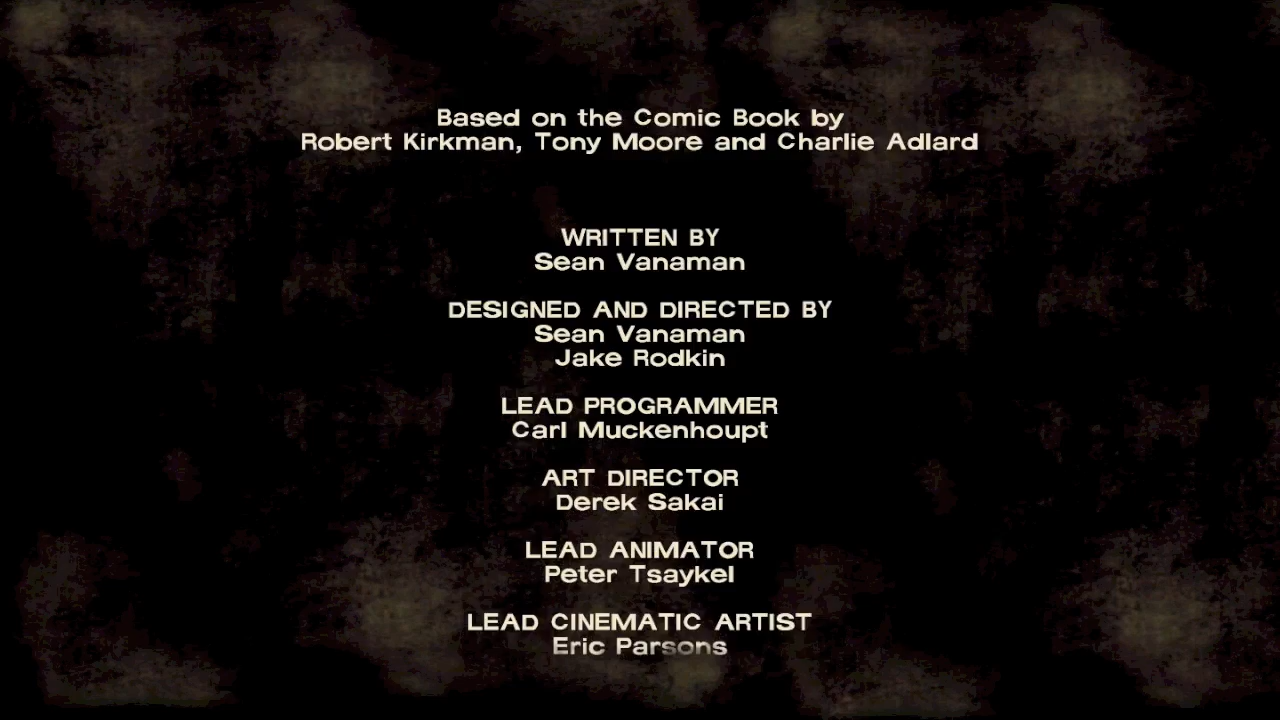 Based on the Comic Book by
Robert Kirkman, Tony Moore and Charlie Adlard
WRITTEN BY
Sean Vanaman
DESIGNED AND DIRECTED BY
Sean Vanaman
Jake Rodkin
LEAD PROGRAMMER
Carl Muckenhoupt
ART DIRECTOR
Derek Sakai
LEAD ANIMATOR
Peter Tsaykel
LEAD CINEMATIC ARTIST
Eric Parsons